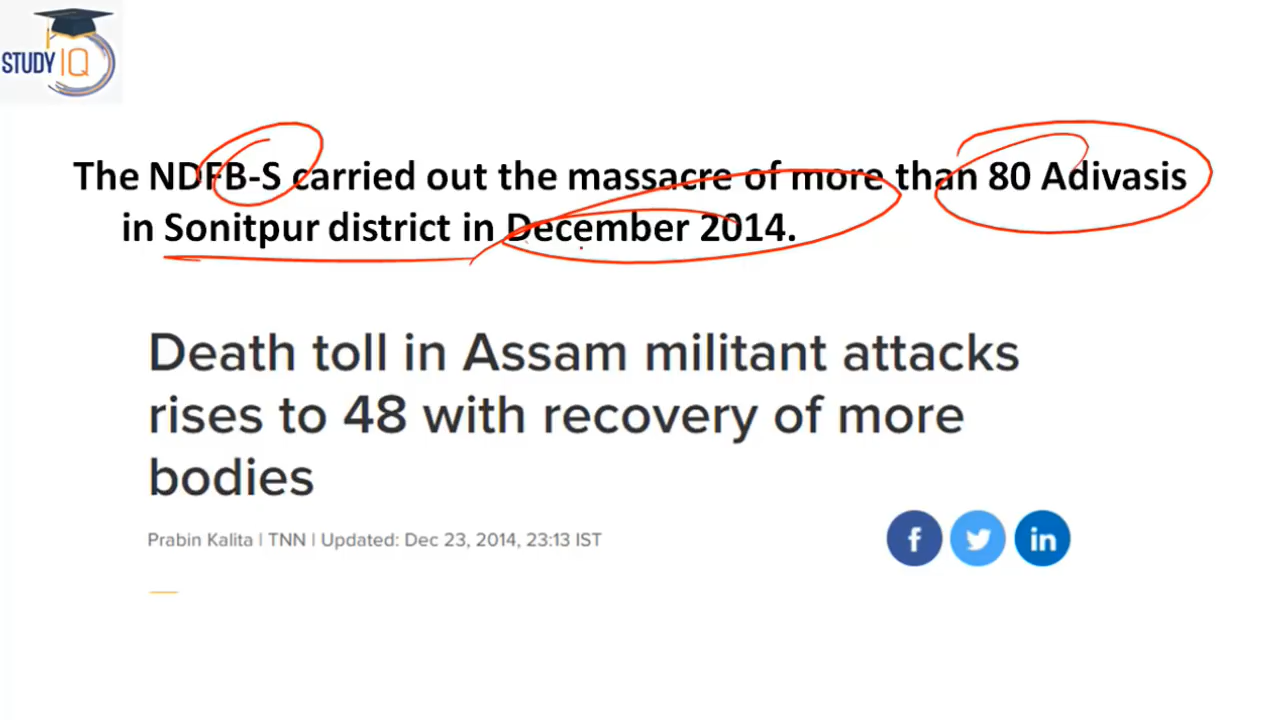 STUDY IQ
The NDFB-S carried out the massacre of more than 80 Adivasis
in Sonitpur district in December 2014.
Death toll in Assam militant attacks
rises to 48 with recovery of more
bodies
Prabin Kalita | TNN | Updated: Dec 23, 2014, 23:13 IST
f in